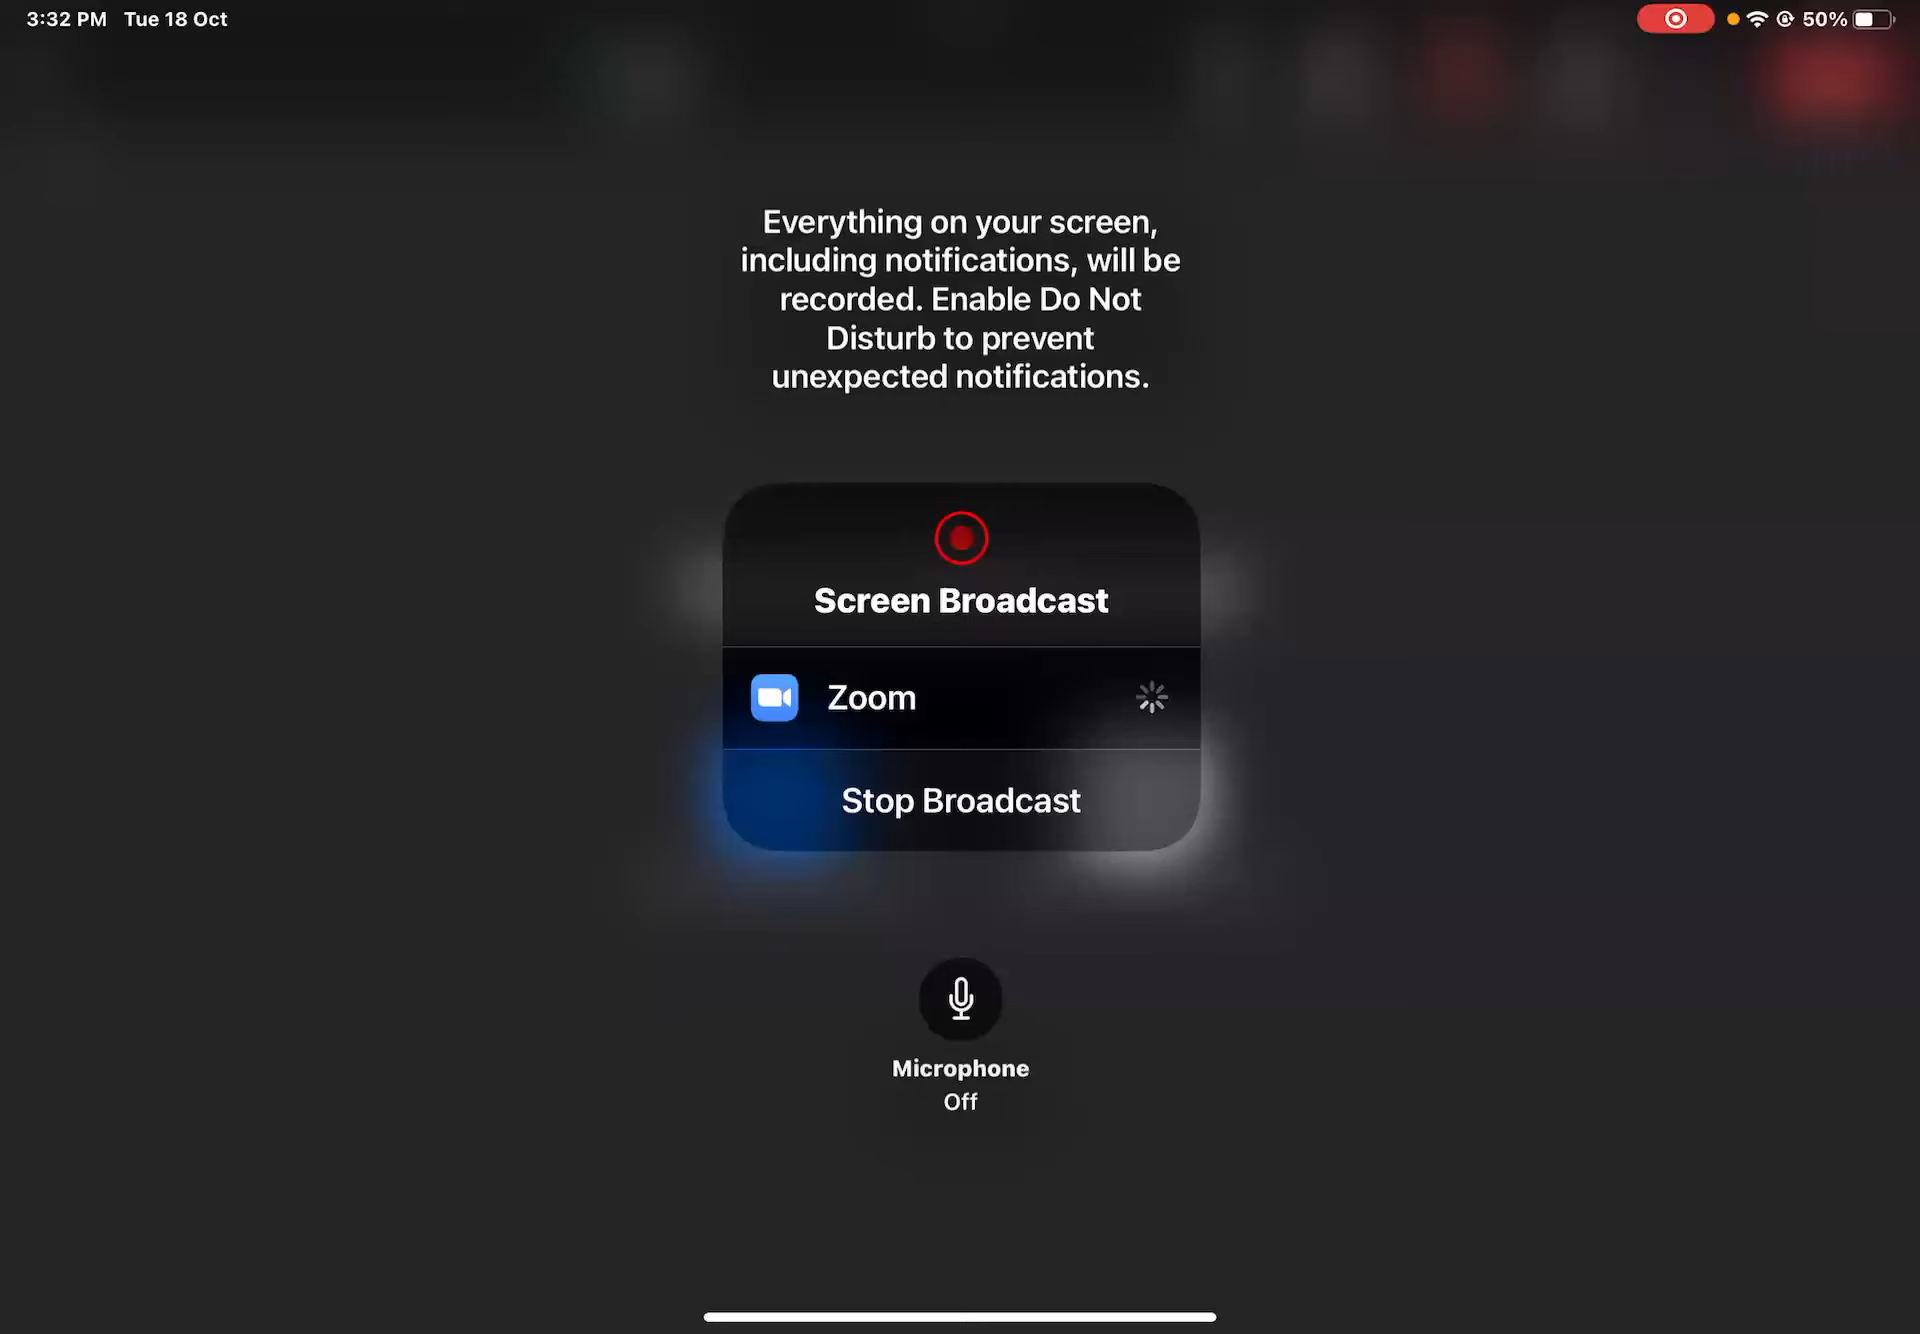 3:32 PM Tue 18 Oct
50%
Everything on your screen,
including notifications, will be
recorded. Enable Do Not
Disturb to prevent
unexpected notifications.
Screen Broadcast
Zoom
Stop Broadcast
Microphone
Off